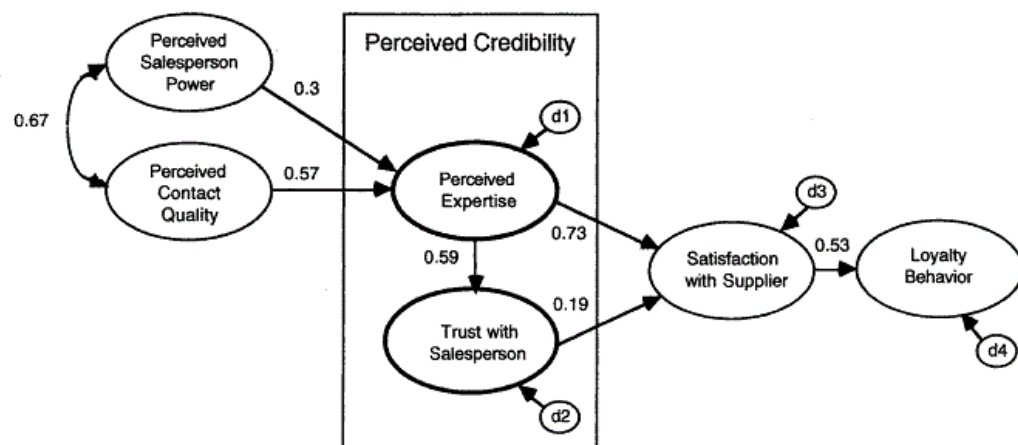 Perceived
Salesperson
Power
Perceived Credibility
0.3
d1
0.67
Perceived
Contact
Quality
0.57
Perceived
Expertise
d3
0.73
0.59
Satisfaction
with Supplier
0.53
Loyalty
Behavior
0.19
Trust with
Salesperson
d4
d2